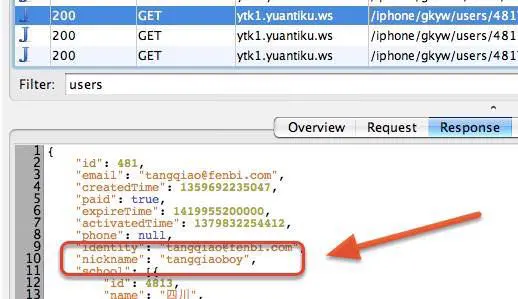 200 GET ytk1.yuantiku.ws /iphone/gkyw/users/481
200 GET ytk1.yuantiku.ws /iphone/gkyw/users/481
200 GET ytk1.yuantiku.ws /iphone/gkyw/users/481
Filter: users
Overview Request Response
1 {
2 "id": 481,
3 "email": "tangqiao@fenbi.com",
4 "createdTime": 1359692235047,
5 "paid": true,
6 "expireTime": 1419955200000,
7 "activatedTime": 1379832254412,
8 "phone": null,
9 "identity": "tangqiao@fenbi.com",
10 "nickname": "tangqiaoboy",
11 "school": [{
12 "id": 4813,
13 "name": "四川",